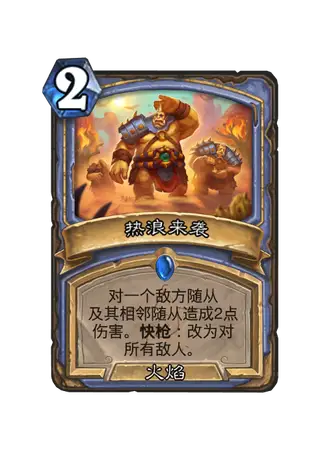 2
热浪来袭
对一个敌方随从
及其相邻随从造成2点
伤害。快枪：改为对
所有敌人。
火焰